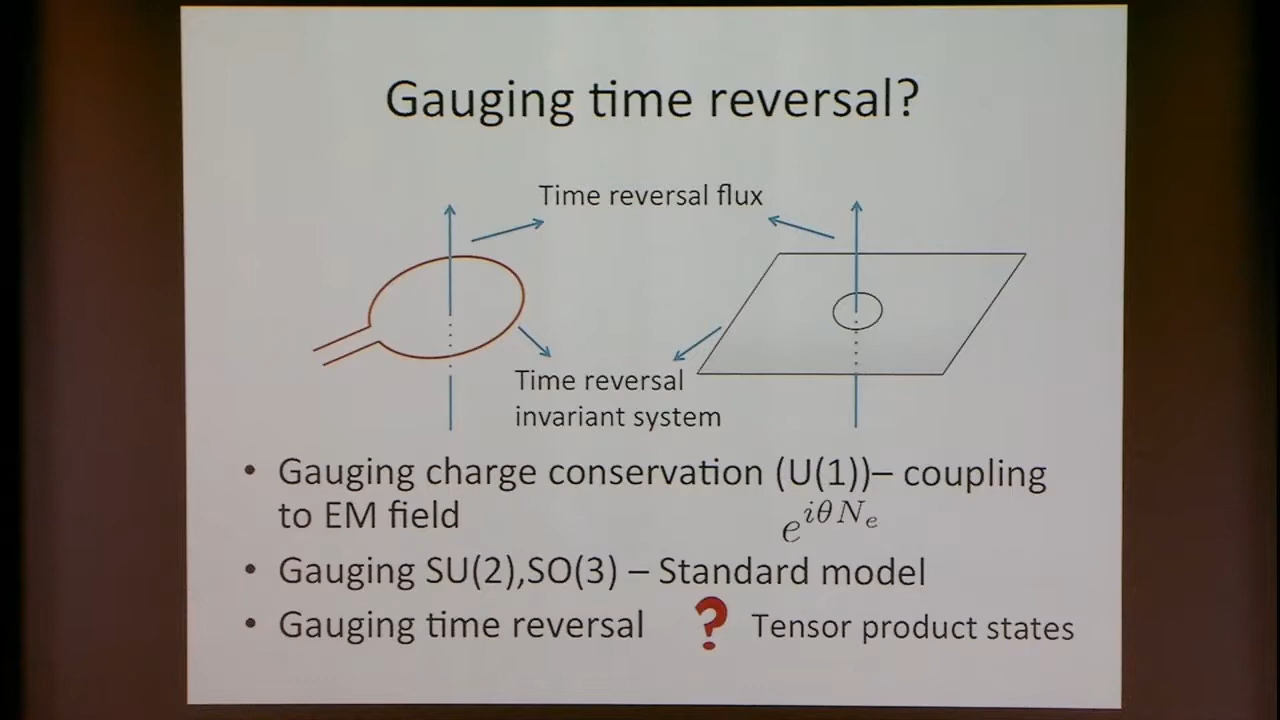 Gauging time reversal?
Time reversal flux
Time reversal
invariant system
• Gauging charge conservation (U(1))– coupling
to EM field
e^{iθN_e}
• Gauging SU(2),SO(3) – Standard model
• Gauging time reversal ? Tensor product states